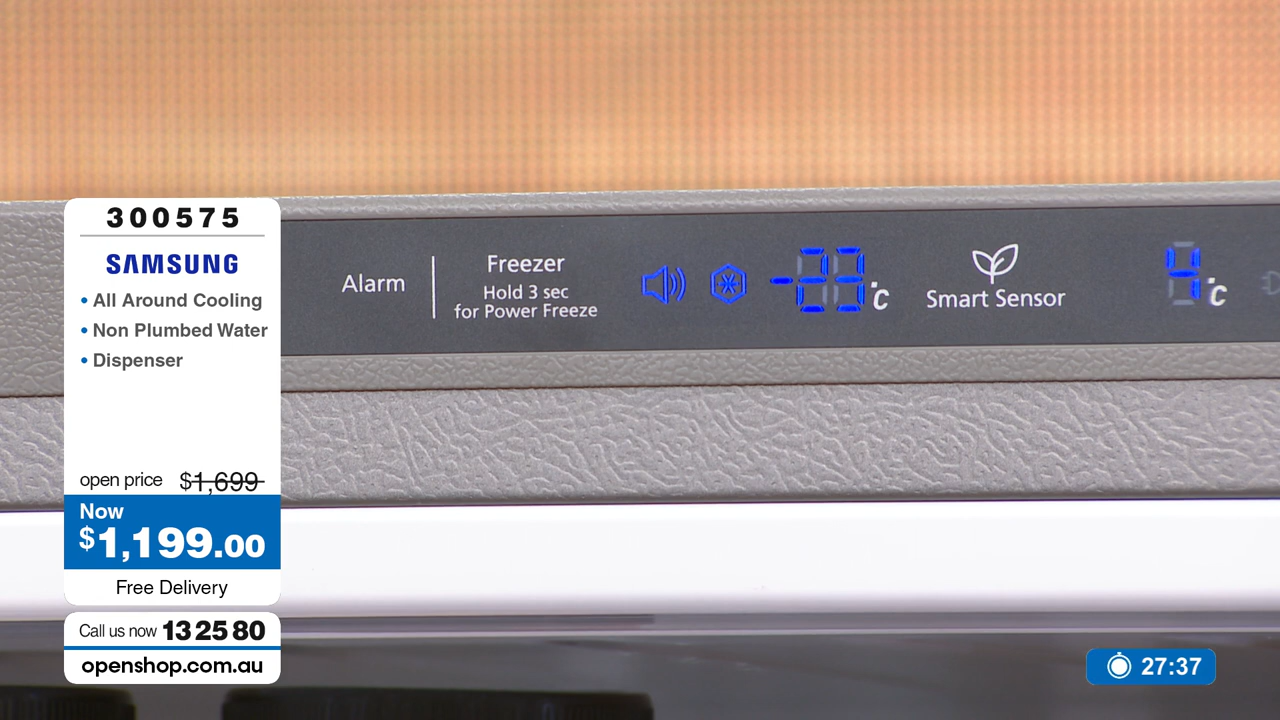 300575
SAMSUNG
• All Around Cooling
• Non Plumbed Water
• Dispenser
open price $1,699
Now
$1,199.00
Free Delivery
Call us now 13 25 80
openshop.com.au
Alarm
Freezer
Hold 3 sec
for Power Freeze
-23°C
Smart Sensor
4°C
27:37